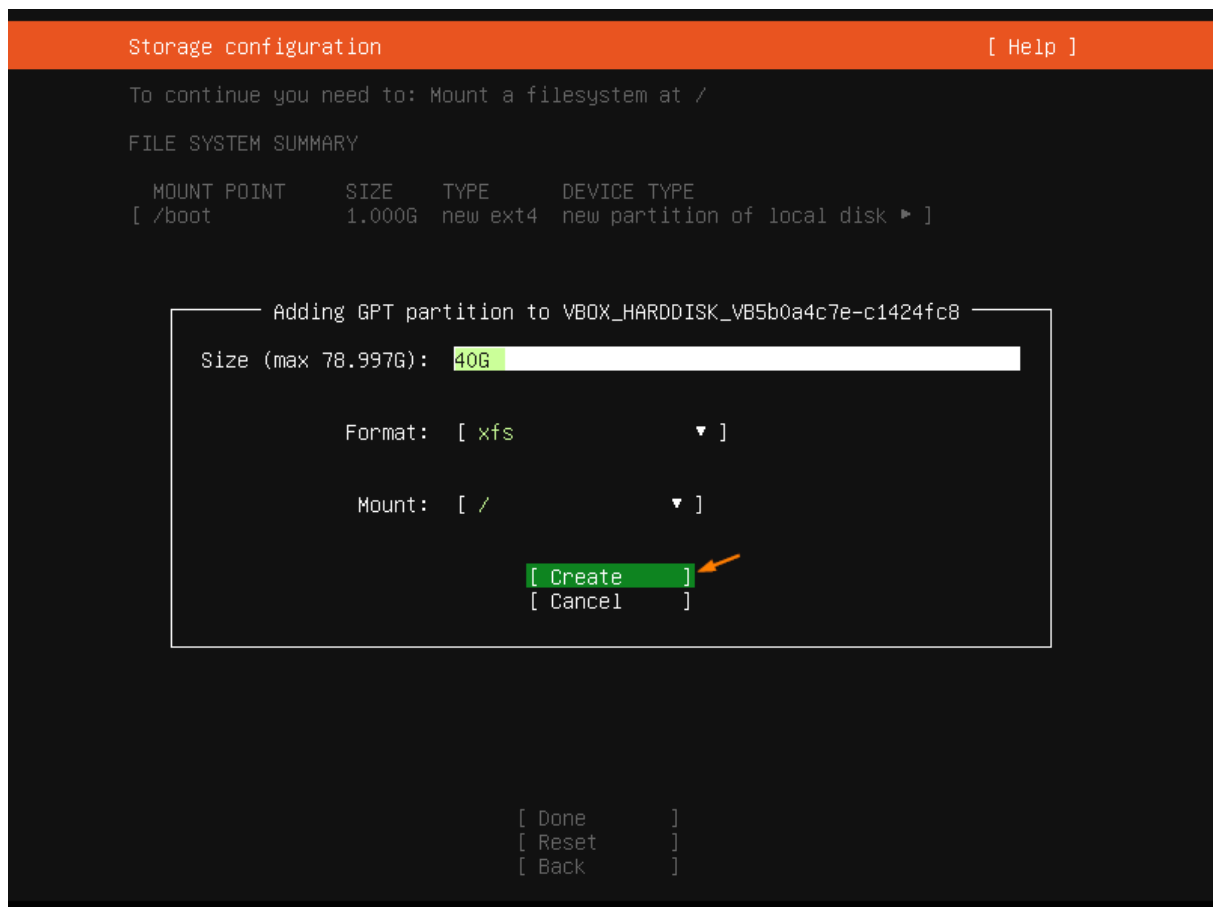 Storage configuration [ Help ]
To continue you need to: Mount a filesystem at /
FILE SYSTEM SUMMARY
MOUNT POINT SIZE TYPE DEVICE TYPE
[ /boot 1.000G new ext4 new partition of local disk ▸ ]
Adding GPT partition to VBOX_HARDDISK_VB5b0a4c7e-c1424fc8
Size (max 78.997G): 40G
Format: [ xfs ▾ ]
Mount: [ / ▾ ]
[ Create ]
[ Cancel ]
[ Done ]
[ Reset ]
[ Back ]